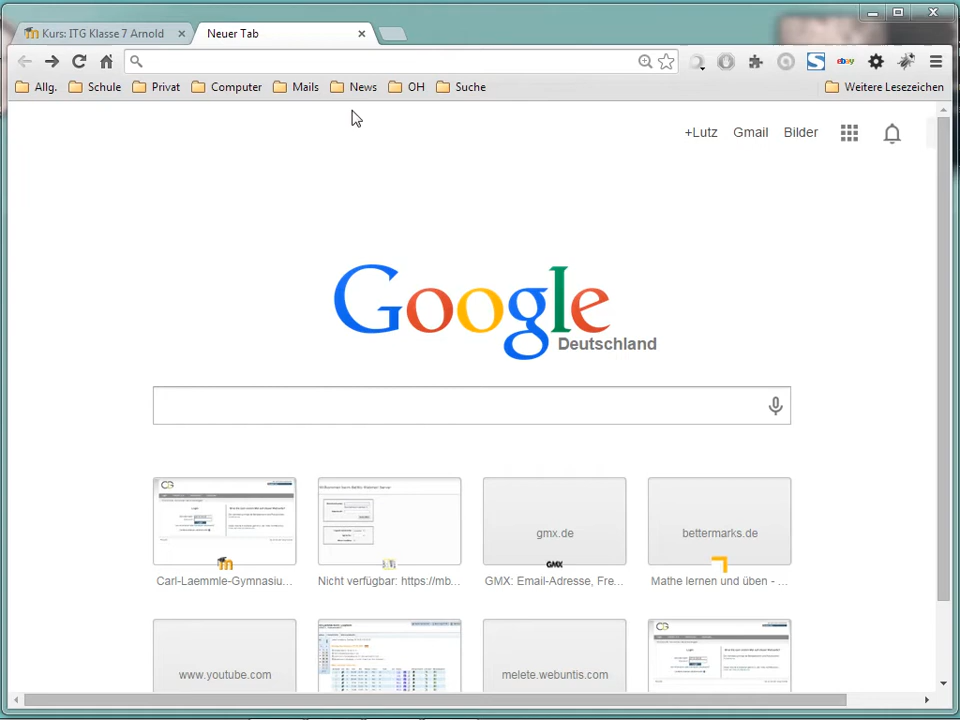 Kurs: ITG Klasse 7 Arnold
Neuer Tab
Allg. Schule Privat Computer Mails News OH Suche Weitere Lesezeichen
+Lutz Gmail Bilder
Google
Deutschland
gmx.de
bettermarks.de
GMX
Carl-Laemmle-Gymnasiu... Nicht verfügbar: https://mb... GMX: Email-Adresse, Fre... Mathe lernen und üben - ...
www.youtube.com
melete.webuntis.com